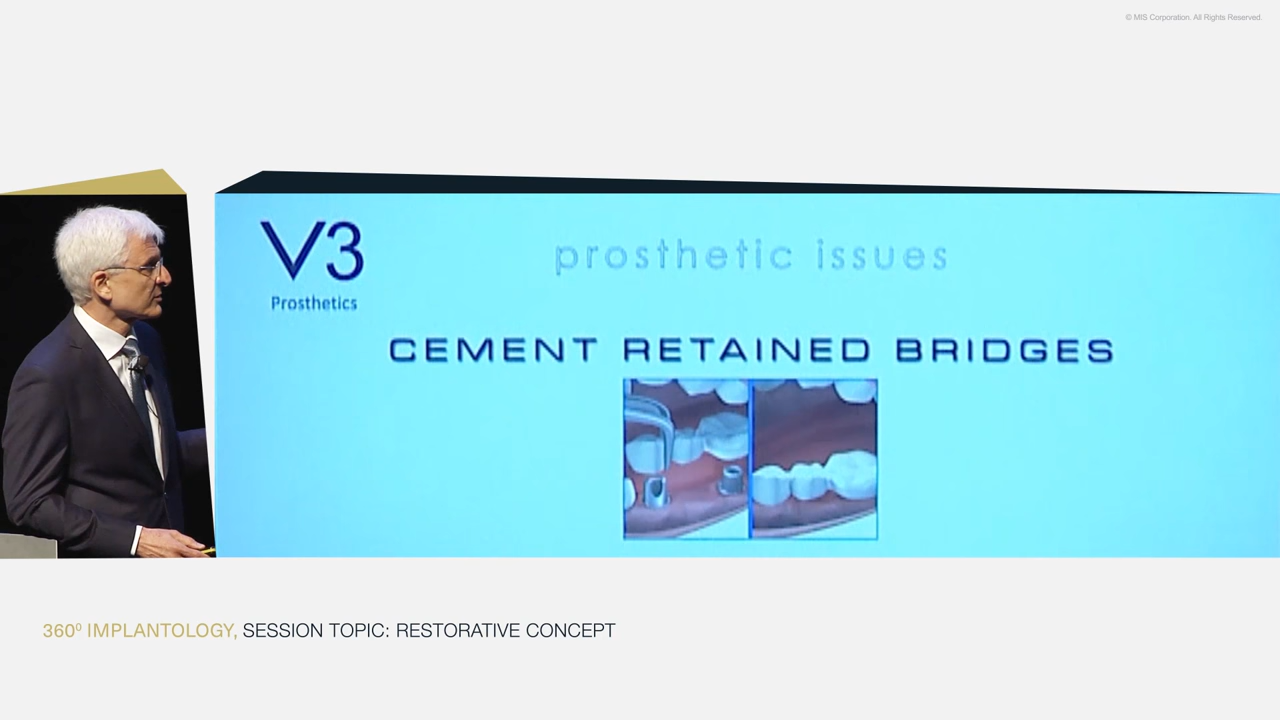 © MIS Corporation. All Rights Reserved.
V3
Prosthetics
prosthetic issues
CEMENT RETAINED BRIDGES
360⁰ IMPLANTOLOGY, SESSION TOPIC: RESTORATIVE CONCEPT